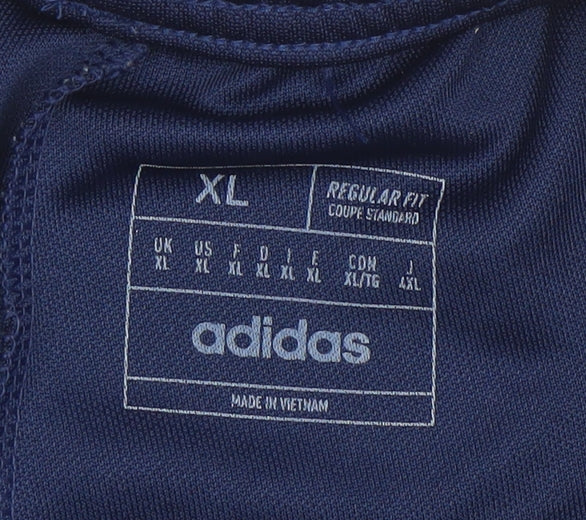 XL
REGULAR FIT
COUPE STANDARD
UK US F D I E CDN J
XL XL XL XL XL XL XL/TG 4XL
adidas
MADE IN VIETNAM